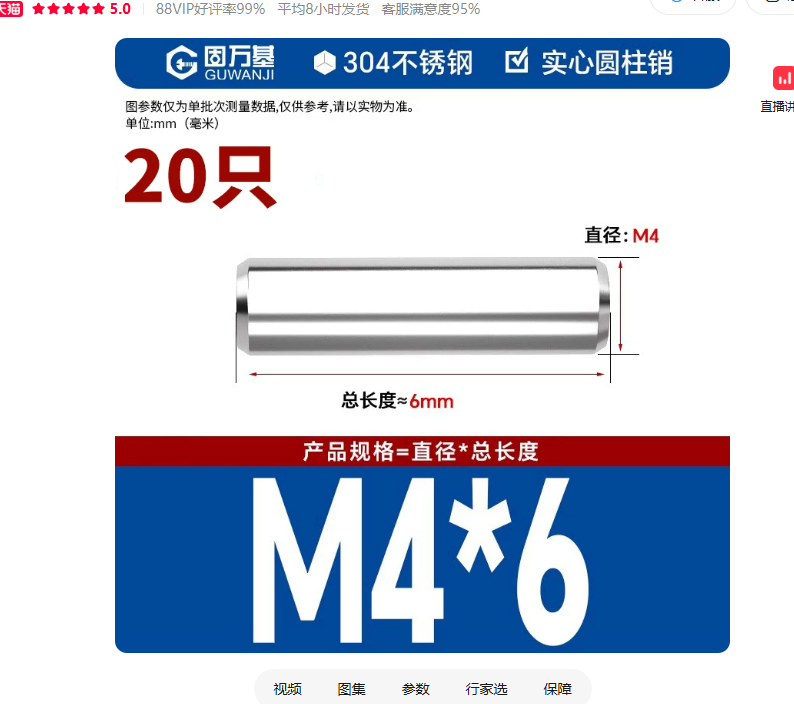 天猫 5.0 88VIP好评率99% 平均8小时发货 客服满意度95%
固万基
GUWANJI
304不锈钢
实心圆柱销
图参数仅为单批次测量数据,仅供参考,请以实物为准。
单位:mm（毫米）
直播讲
20只
直径：M4
总长度≈6mm
产品规格=直径*总长度
M4*6
视频 图集 参数 行家选 保障